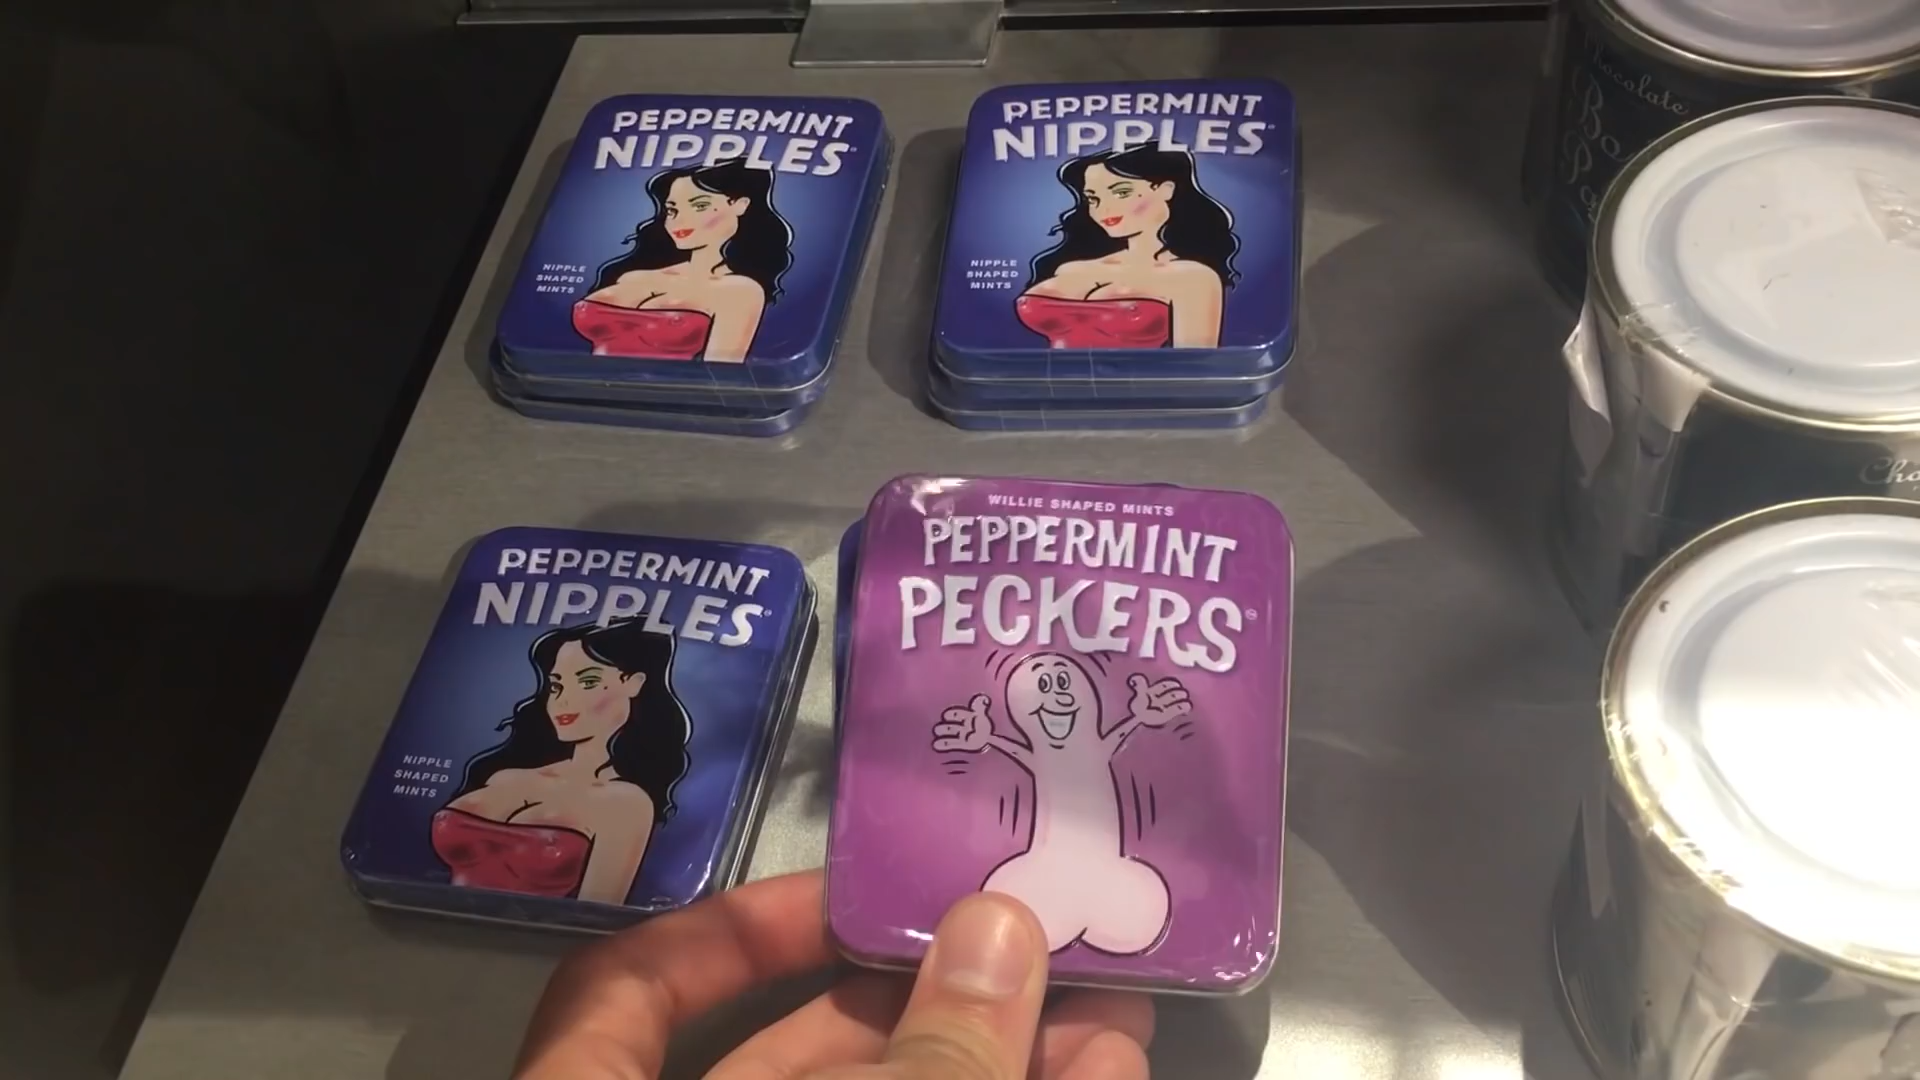 PEPPERMINT
NIPPLES
NIPPLE
SHAPED
MINTS
PEPPERMINT
NIPPLES
NIPPLE
SHAPED
MINTS
Chocolate
PEPPERMINT
NIPPLES
NIPPLE
SHAPED
MINTS
WILLIE SHAPED MINTS
PEPPERMINT
PECKERS